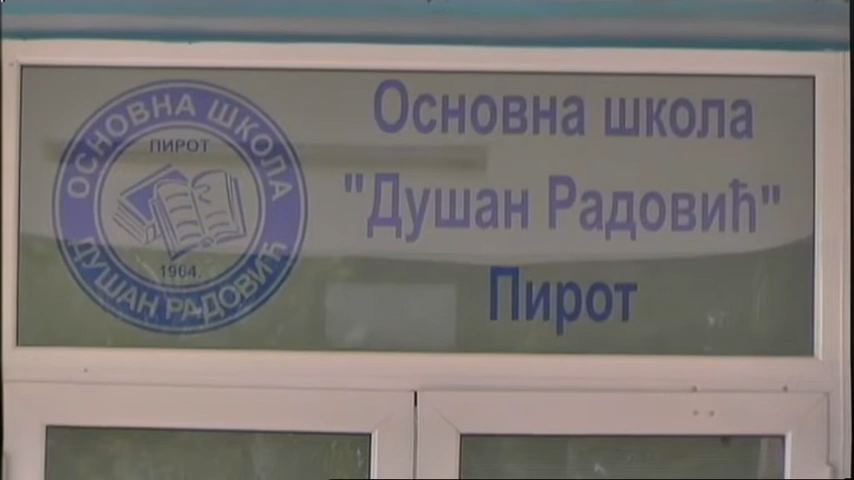 ОСНОВНА ШКОЛА
ПИРОТ
1964.
ДУШАН РАДОВИЋ
Основна школа
"Душан Радовић"
Пирот